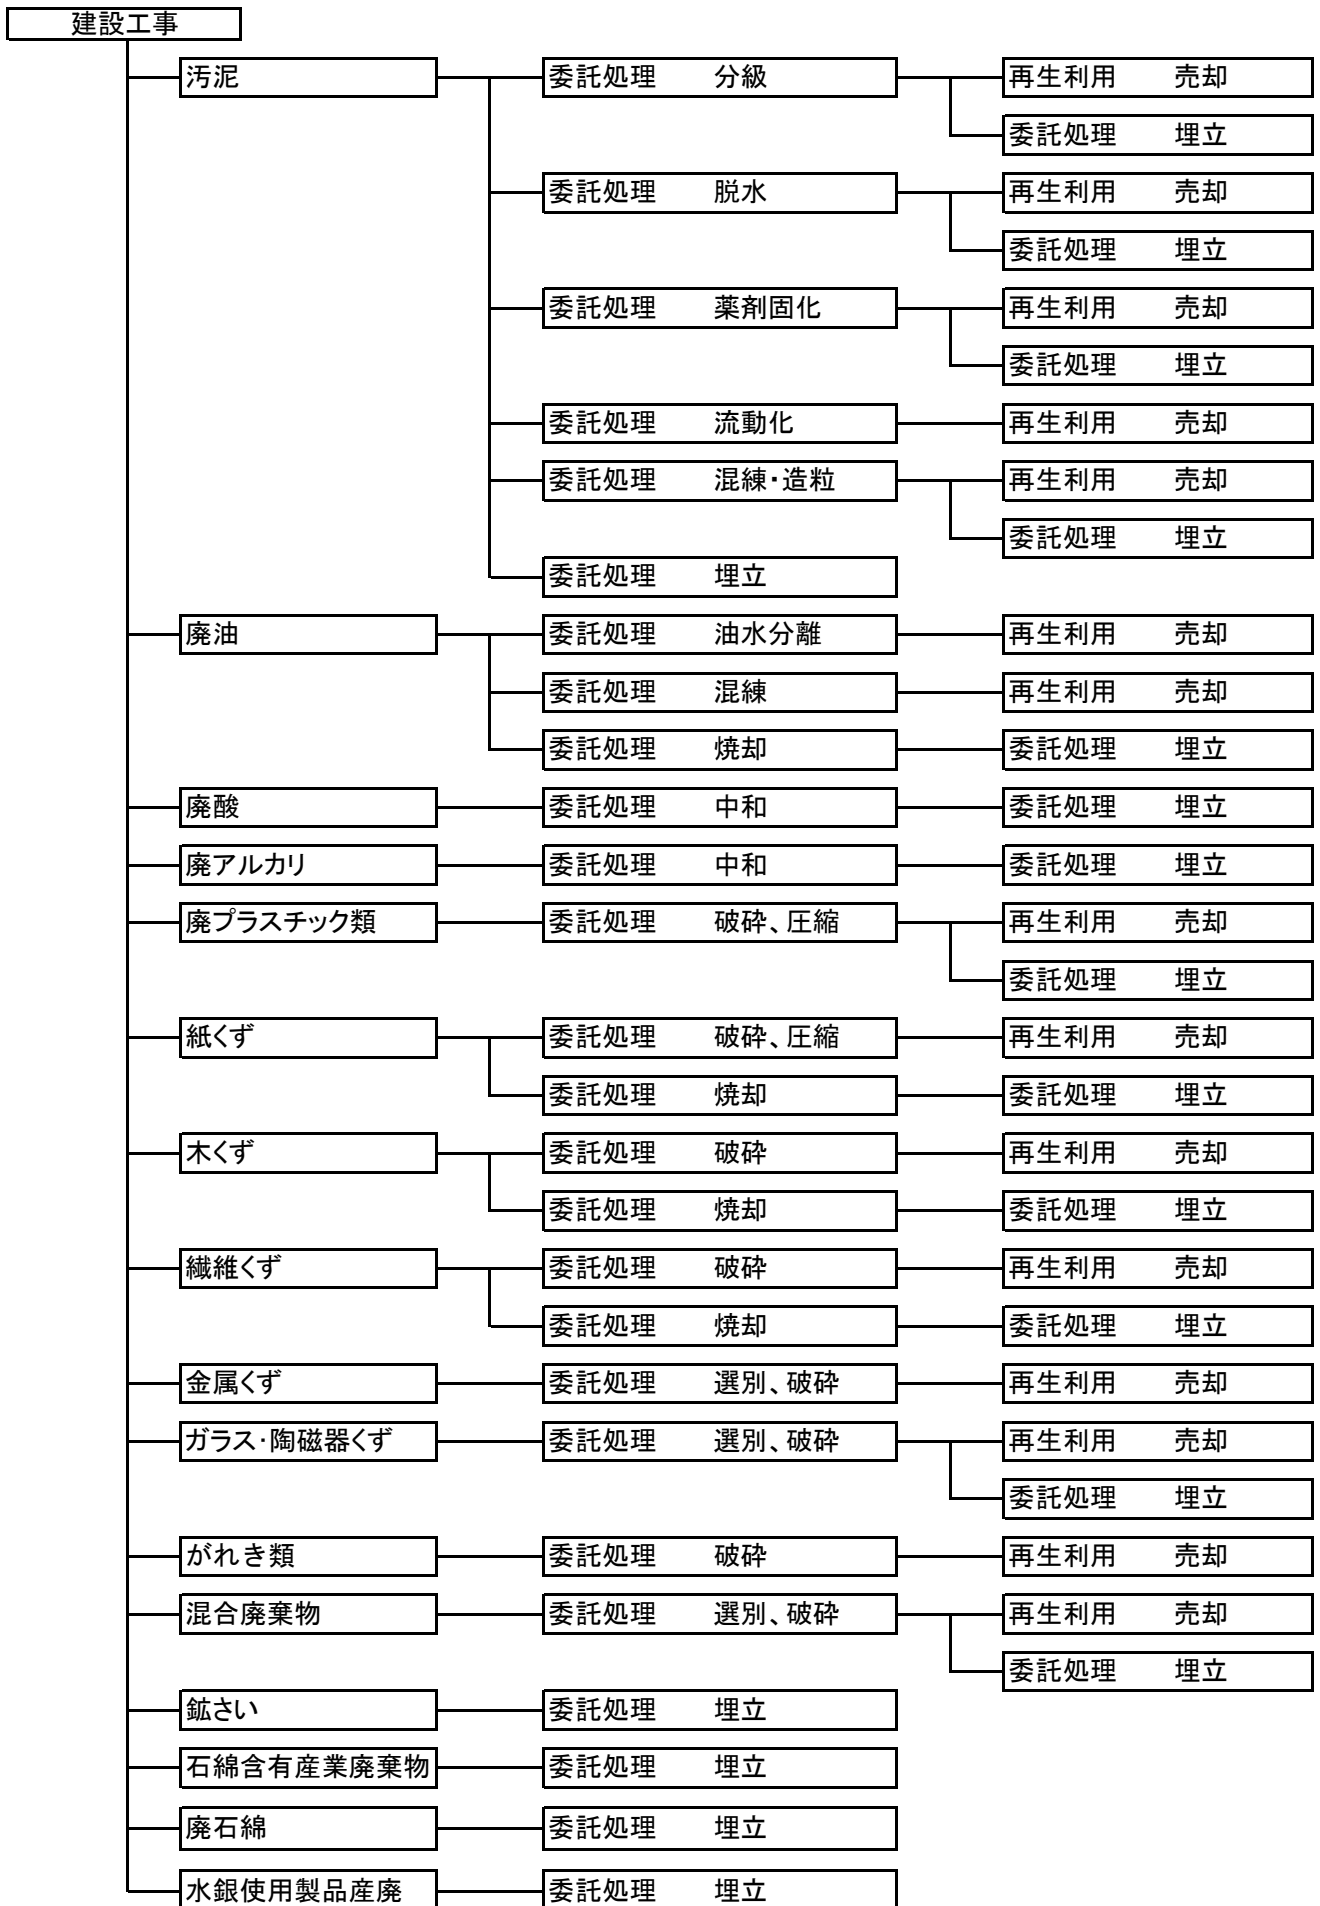 建設工事
汚泥 委託処理 分級 再生利用 売却
委託処理 埋立
委託処理 脱水 再生利用 売却
委託処理 埋立
委託処理 薬剤固化 再生利用 売却
委託処理 埋立
委託処理 流動化 再生利用 売却
委託処理 混練・造粒 再生利用 売却
委託処理 埋立
委託処理 埋立
廃油 委託処理 油水分離 再生利用 売却
委託処理 混練 再生利用 売却
委託処理 焼却 委託処理 埋立
廃酸 委託処理 中和 委託処理 埋立
廃アルカリ 委託処理 中和 委託処理 埋立
廃プラスチック類 委託処理 破砕、圧縮 再生利用 売却
委託処理 埋立
紙くず 委託処理 破砕、圧縮 再生利用 売却
委託処理 焼却 委託処理 埋立
木くず 委託処理 破砕 再生利用 売却
委託処理 焼却 委託処理 埋立
繊維くず 委託処理 破砕 再生利用 売却
委託処理 焼却 委託処理 埋立
金属くず 委託処理 選別、破砕 再生利用 売却
ガラス・陶磁器くず 委託処理 選別、破砕 再生利用 売却
委託処理 埋立
がれき類 委託処理 破砕 再生利用 売却
混合廃棄物 委託処理 選別、破砕 再生利用 売却
委託処理 埋立
鉱さい 委託処理 埋立
石綿含有産業廃棄物 委託処理 埋立
廃石綿 委託処理 埋立
水銀使用製品産廃 委託処理 埋立